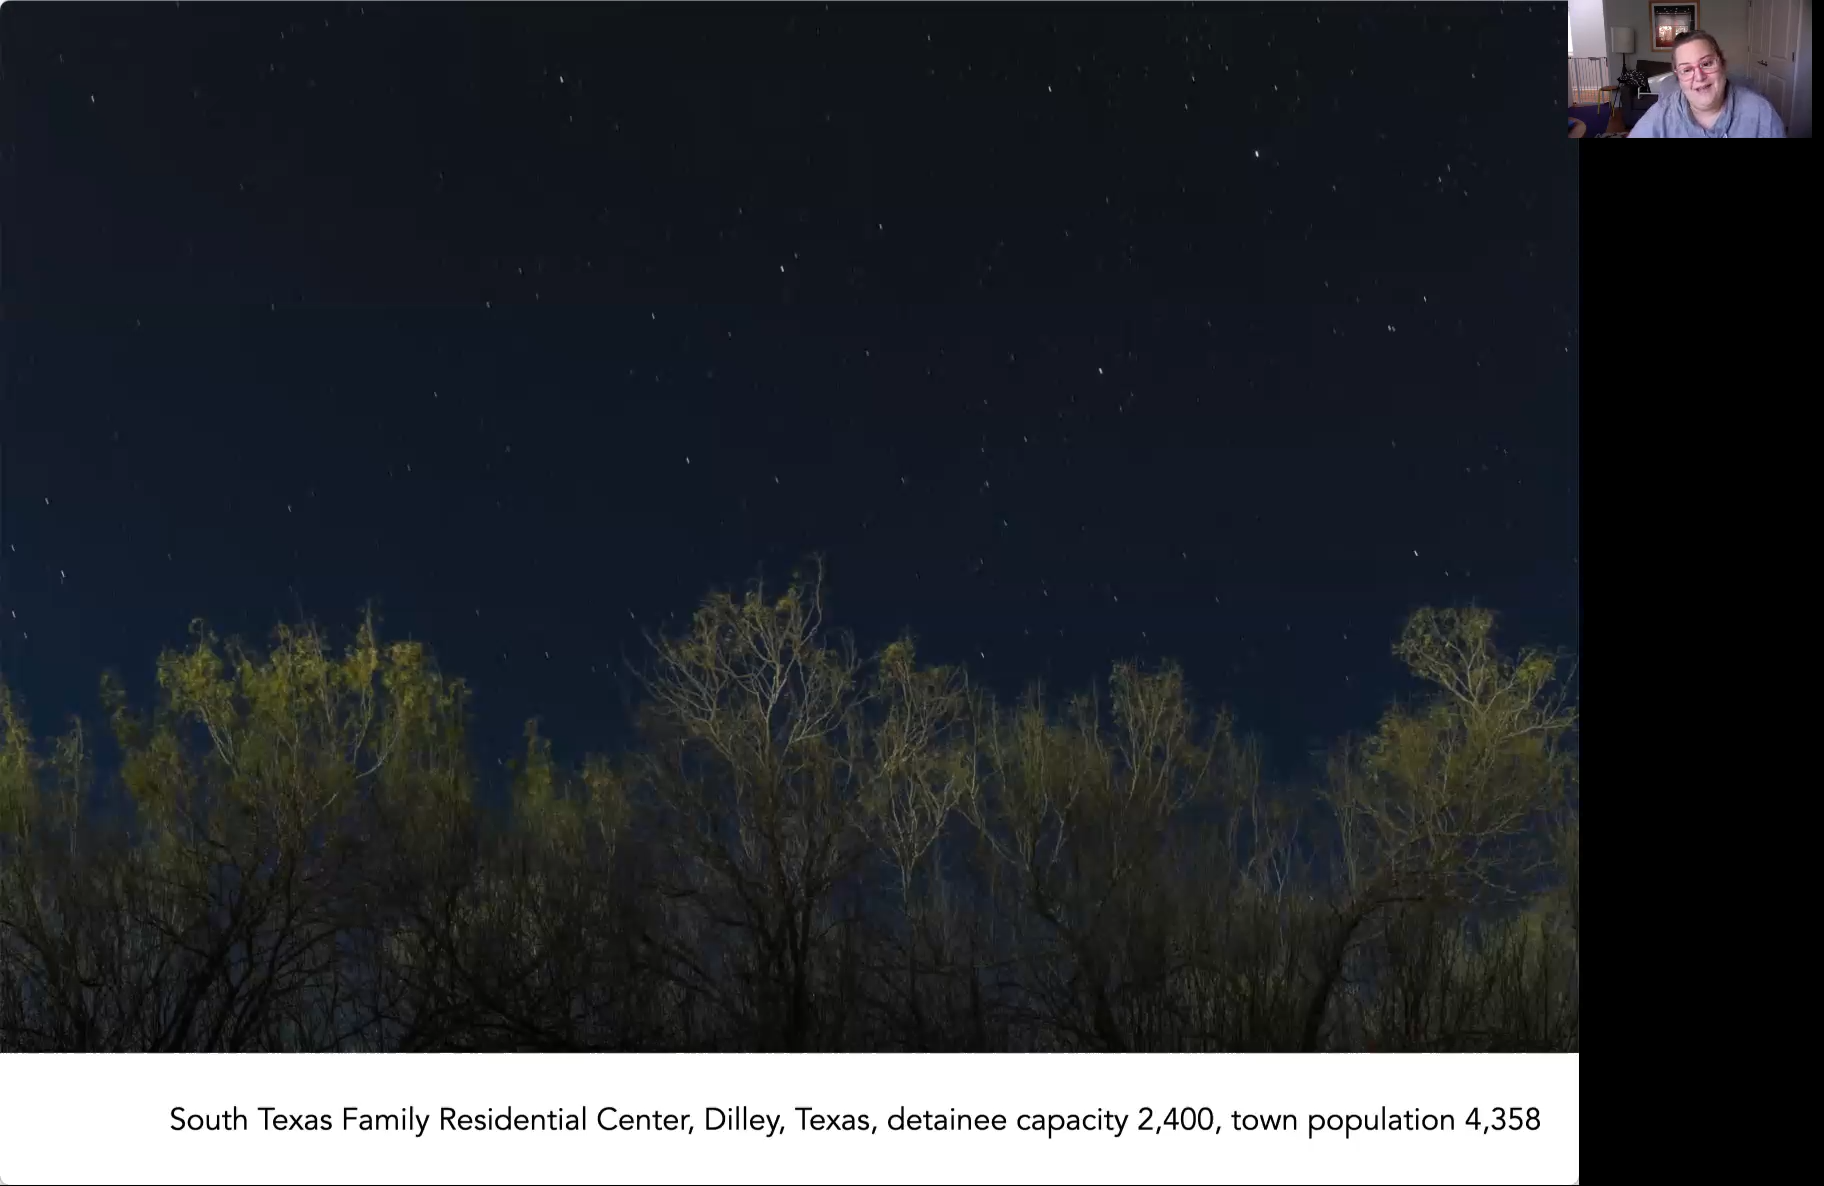 South Texas Family Residential Center, Dilley, Texas, detainee capacity 2,400, town population 4,358